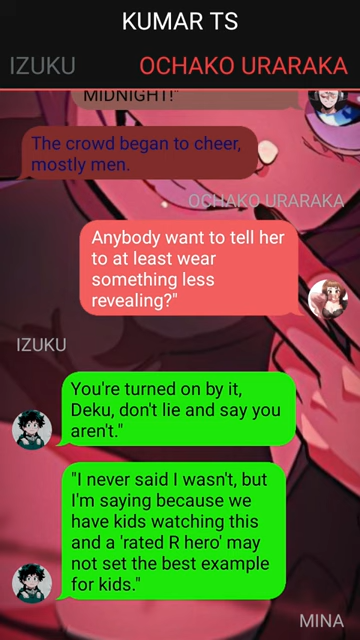 KUMAR TS
IZUKU OCHAKO URARAKA
MIDNIGHT!"
The crowd began to cheer,
mostly men.
OCHAKO URARAKA
Anybody want to tell her
to at least wear
something less
revealing?"
IZUKU
You're turned on by it,
Deku, don't lie and say you
aren't."
"I never said I wasn't, but
I'm saying because we
have kids watching this
and a 'rated R hero' may
not set the best example
for kids."
MINA